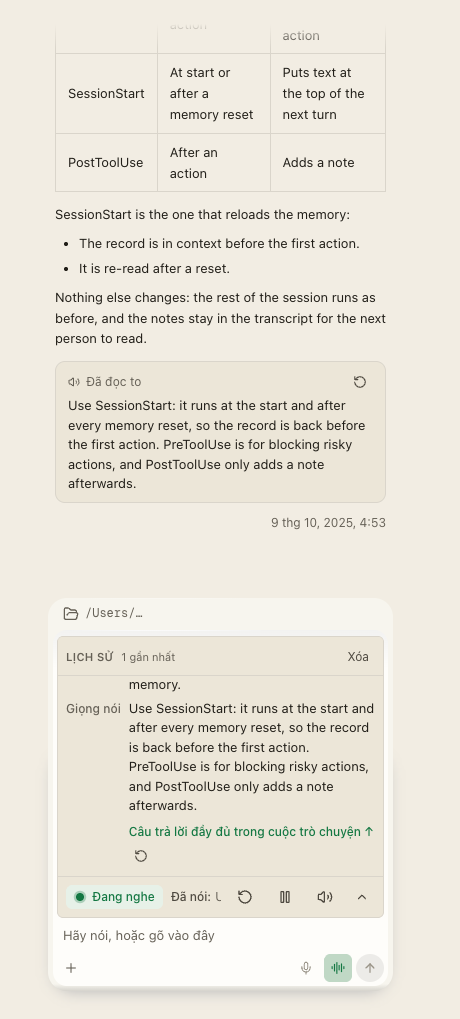 action
action
SessionStart
At start or
after a
memory reset
Puts text at
the top of the
next turn
PostToolUse
After an
action
Adds a note
SessionStart is the one that reloads the memory:
• The record is in context before the first action.
• It is re-read after a reset.
Nothing else changes: the rest of the session runs as
before, and the notes stay in the transcript for the next
person to read.
Đã đọc to
Use SessionStart: it runs at the start and after
every memory reset, so the record is back before
the first action. PreToolUse is for blocking risky
actions, and PostToolUse only adds a note
afterwards.
9 thg 10, 2025, 4:53
/Users/…
LỊCH SỬ 1 gần nhất Xóa
memory.
Giọng nói
Use SessionStart: it runs at the start and
after every memory reset, so the record
is back before the first action.
PreToolUse is for blocking risky actions,
and PostToolUse only adds a note
afterwards.
Câu trả lời đầy đủ trong cuộc trò chuyện ↑
Đang nghe Đã nói:
Hãy nói, hoặc gõ vào đây